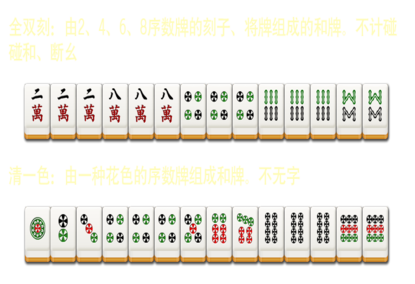 全双刻：由2、4、6、8序数牌的刻子、将牌组成的和牌。不计碰
碰和、断幺
二 二 二 八 八 八
萬 萬 萬 萬 萬 萬
清一色：由一种花色的序数牌组成和牌。不无字